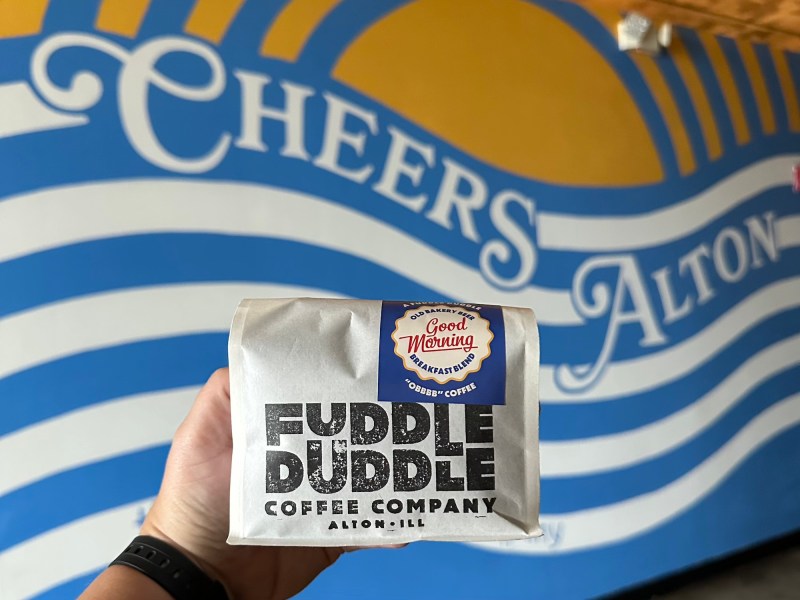 CHEERS
ALTON
OLD BAKERY BEER
Good
Morning
BREAKFAST BLEND
"OBBBB" COFFEE
FUDDLE
DUDDLE
COFFEE COMPANY
ALTON • ILL